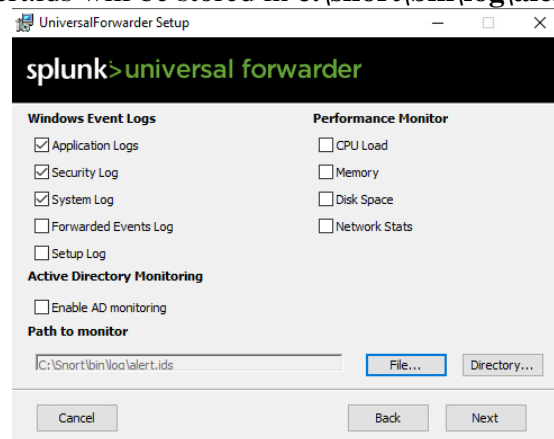 UniversalForwarder Setup
splunk>universal forwarder
Windows Event Logs
Application Logs
Security Log
System Log
Forwarded Events Log
Setup Log
Performance Monitor
CPU Load
Memory
Disk Space
Network Stats
Active Directory Monitoring
Enable AD monitoring
Path to monitor
C:\Snort\bin\log\alert.ids
File...
Directory...
Cancel
Back
Next